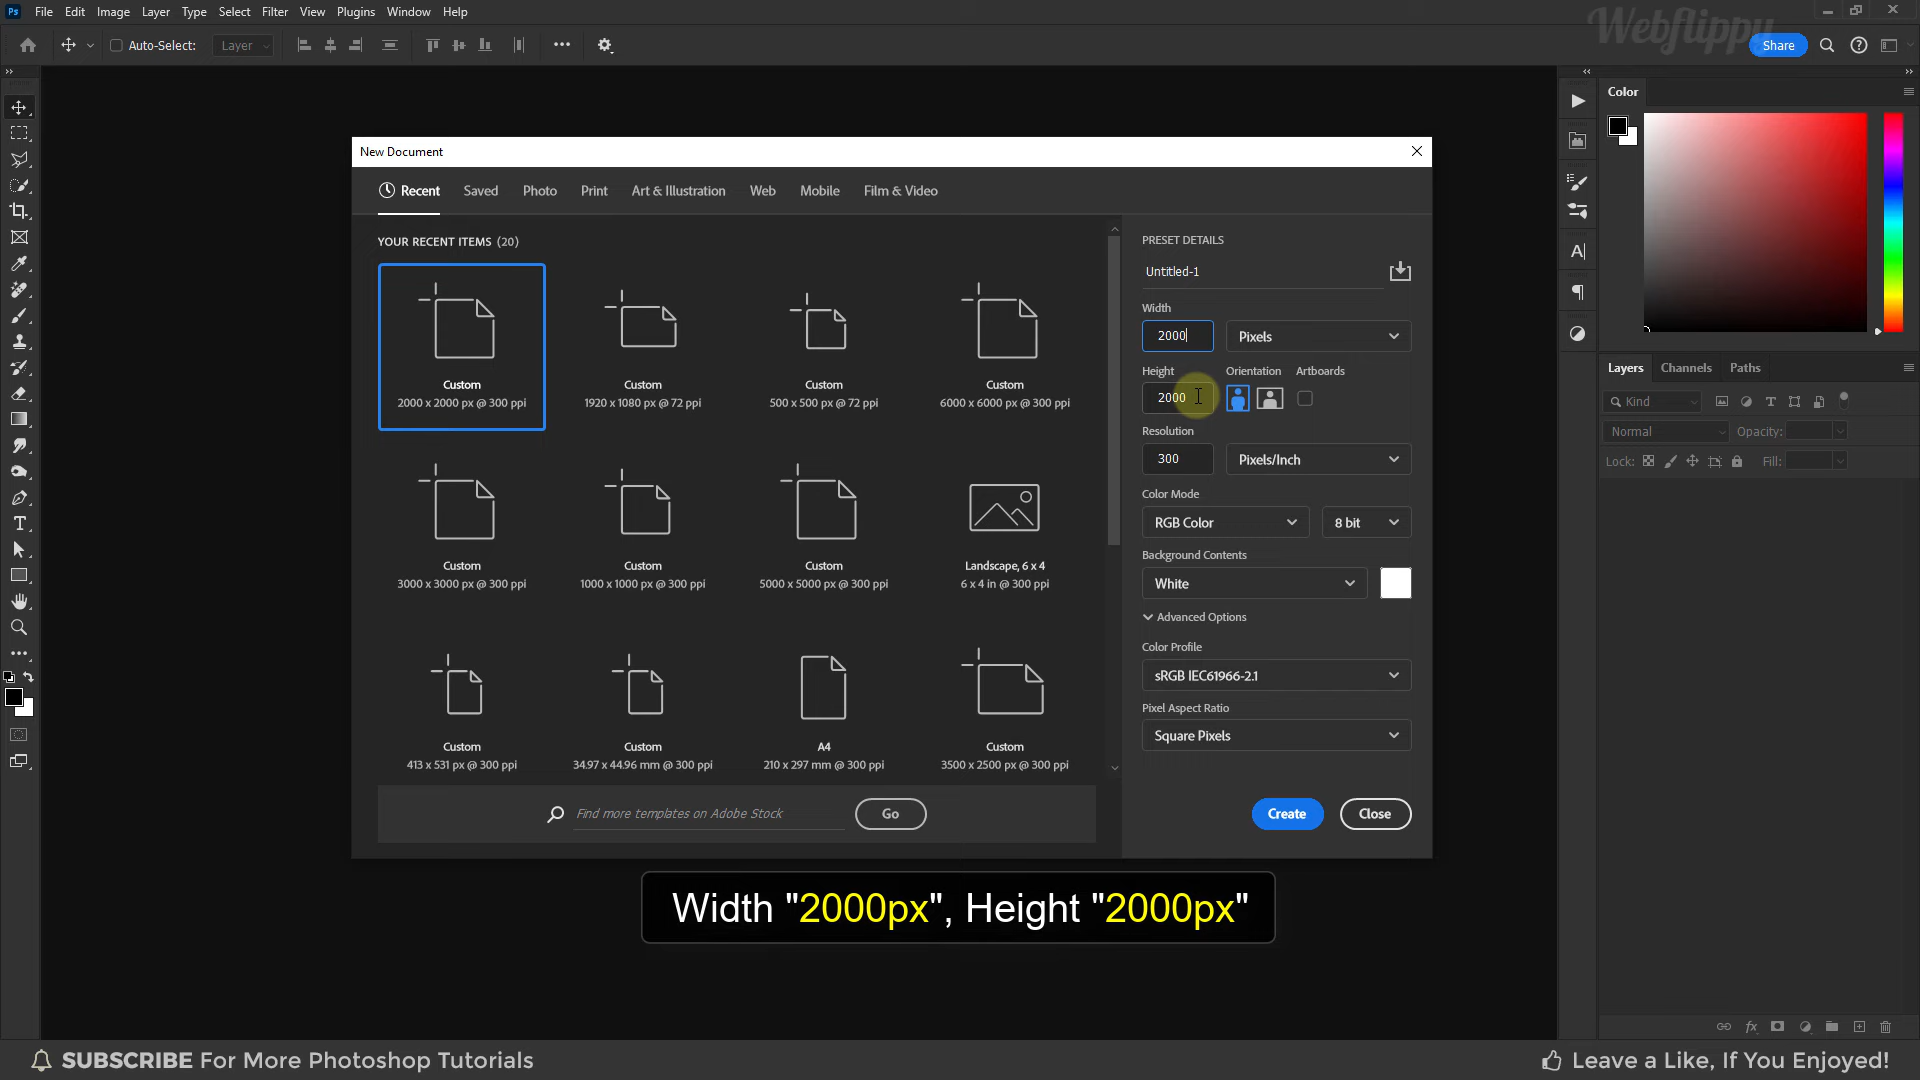 Ps File Edit Image Layer Type Select Filter View Plugins Window Help
Webflippy
Auto-Select: Layer
Share
Color
New Document
Recent Saved Photo Print Art & Illustration Web Mobile Film & Video
YOUR RECENT ITEMS (20)
Custom
2000 x 2000 px @ 300 ppi
Custom
1920 x 1080 px @ 72 ppi
Custom
500 x 500 px @ 72 ppi
Custom
6000 x 6000 px @ 300 ppi
Custom
3000 x 3000 px @ 300 ppi
Custom
1000 x 1000 px @ 300 ppi
Custom
5000 x 5000 px @ 300 ppi
Landscape, 6 x 4
6 x 4 in @ 300 ppi
Custom
413 x 531 px @ 300 ppi
Custom
34.97 x 44.96 mm @ 300 ppi
A4
210 x 297 mm @ 300 ppi
Custom
3500 x 2500 px @ 300 ppi
Find more templates on Adobe Stock
Go
PRESET DETAILS
Untitled-1
Width
2000 Pixels
Height Orientation Artboards
2000
Resolution
300 Pixels/Inch
Color Mode
RGB Color 8 bit
Background Contents
White
Advanced Options
Color Profile
sRGB IEC61966-2.1
Pixel Aspect Ratio
Square Pixels
Create Close
Layers Channels Paths
Kind
Normal Opacity:
Lock: Fill:
Width "2000px", Height "2000px"
SUBSCRIBE For More Photoshop Tutorials
Leave a Like, If You Enjoyed!